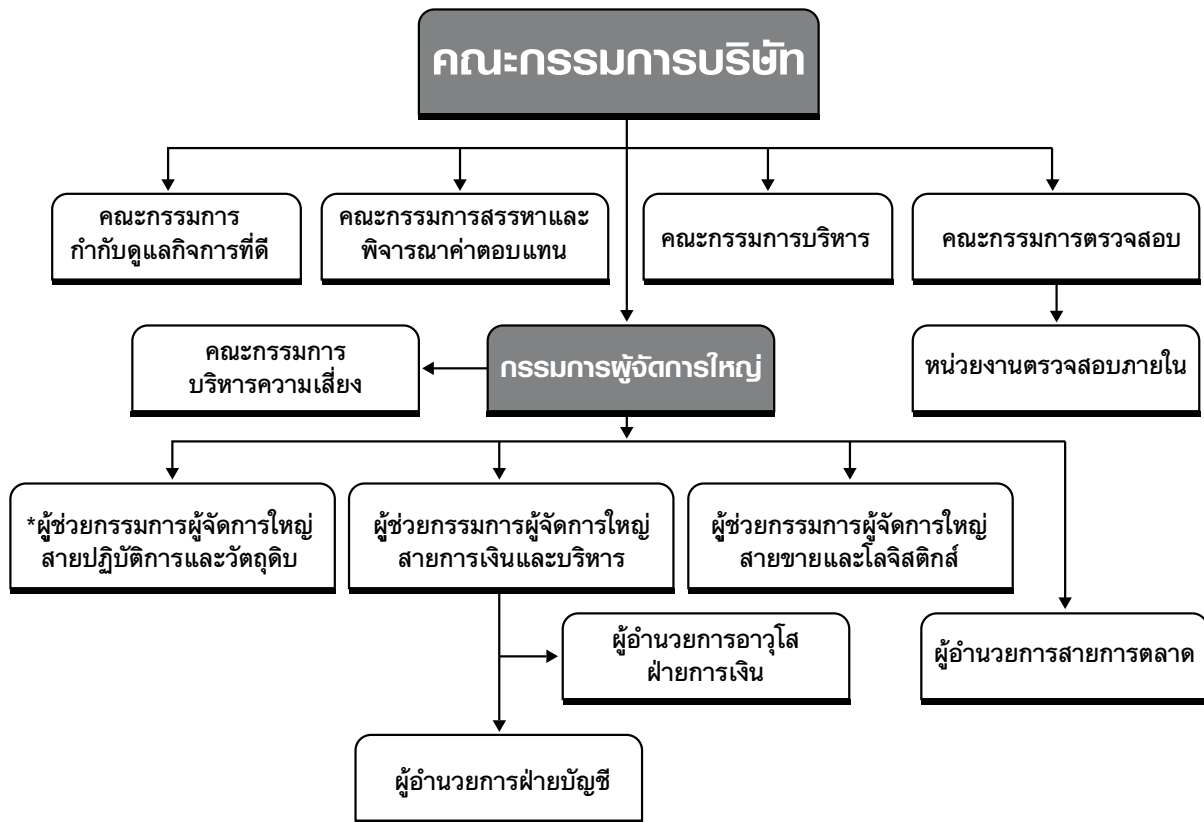 คณะกรรมการบริษัท
คณะกรรมการ
กำกับดูแลกิจการที่ดี
คณะกรรมการสรรหาและ
พิจารณาค่าตอบแทน
คณะกรรมการบริหาร
คณะกรรมการตรวจสอบ
คณะกรรมการ
บริหารความเสี่ยง
กรรมการผู้จัดการใหญ่
หน่วยงานตรวจสอบภายใน
*ผู้ช่วยกรรมการผู้จัดการใหญ่
สายปฏิบัติการและวัตถุดิบ
ผู้ช่วยกรรมการผู้จัดการใหญ่
สายการเงินและบริหาร
ผู้ช่วยกรรมการผู้จัดการใหญ่
สายขายและโลจิสติกส์
ผู้อำนวยการอาวุโส
ฝ่ายการเงิน
ผู้อำนวยการสายการตลาด
ผู้อำนวยการฝ่ายบัญชี